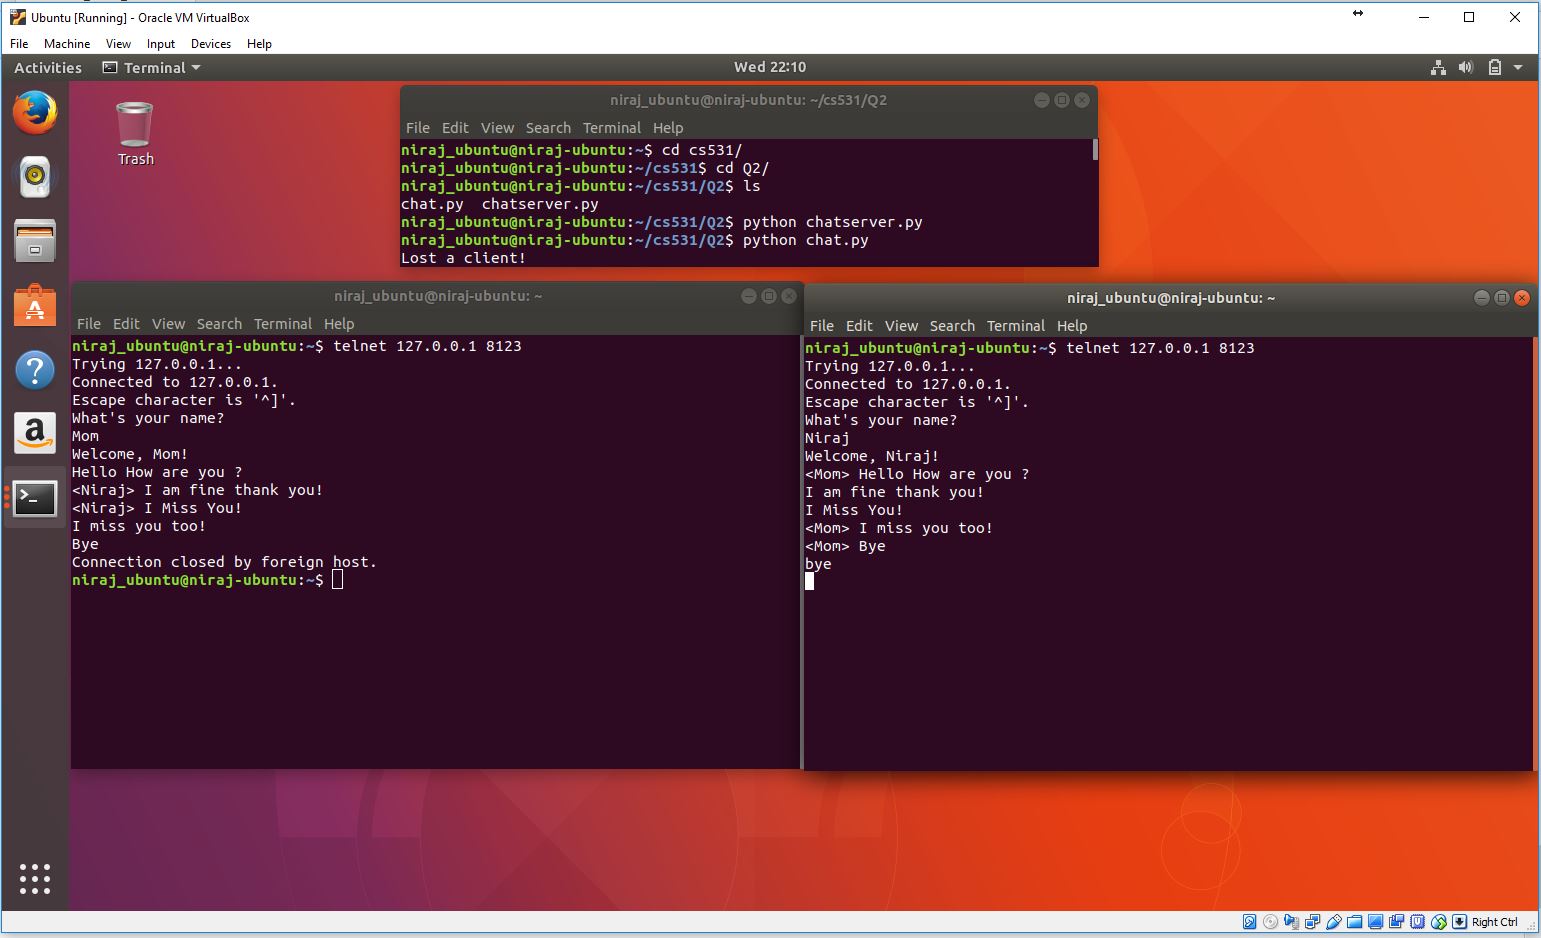 Ubuntu [Running] - Oracle VM VirtualBox
File Machine View Input Devices Help
Activities Terminal Wed 22:10
Trash
niraj_ubuntu@niraj-ubuntu: ~/cs531/Q2
File Edit View Search Terminal Help
niraj_ubuntu@niraj-ubuntu:~$ cd cs531/
niraj_ubuntu@niraj-ubuntu:~/cs531$ cd Q2/
niraj_ubuntu@niraj-ubuntu:~/cs531/Q2$ ls
chat.py  chatserver.py
niraj_ubuntu@niraj-ubuntu:~/cs531/Q2$ python chatserver.py
niraj_ubuntu@niraj-ubuntu:~/cs531/Q2$ python chat.py
Lost a client!
niraj_ubuntu@niraj-ubuntu: ~
File Edit View Search Terminal Help
niraj_ubuntu@niraj-ubuntu:~$ telnet 127.0.0.1 8123
Trying 127.0.0.1...
Connected to 127.0.0.1.
Escape character is '^]'.
What's your name?
Mom
Welcome, Mom!
Hello How are you ?
<Niraj> I am fine thank you!
<Niraj> I Miss You!
I miss you too!
Bye
Connection closed by foreign host.
niraj_ubuntu@niraj-ubuntu:~$
niraj_ubuntu@niraj-ubuntu: ~
File Edit View Search Terminal Help
niraj_ubuntu@niraj-ubuntu:~$ telnet 127.0.0.1 8123
Trying 127.0.0.1...
Connected to 127.0.0.1.
Escape character is '^]'.
What's your name?
Niraj
Welcome, Niraj!
<Mom> Hello How are you ?
I am fine thank you!
I Miss You!
<Mom> I miss you too!
<Mom> Bye
bye
Right Ctrl